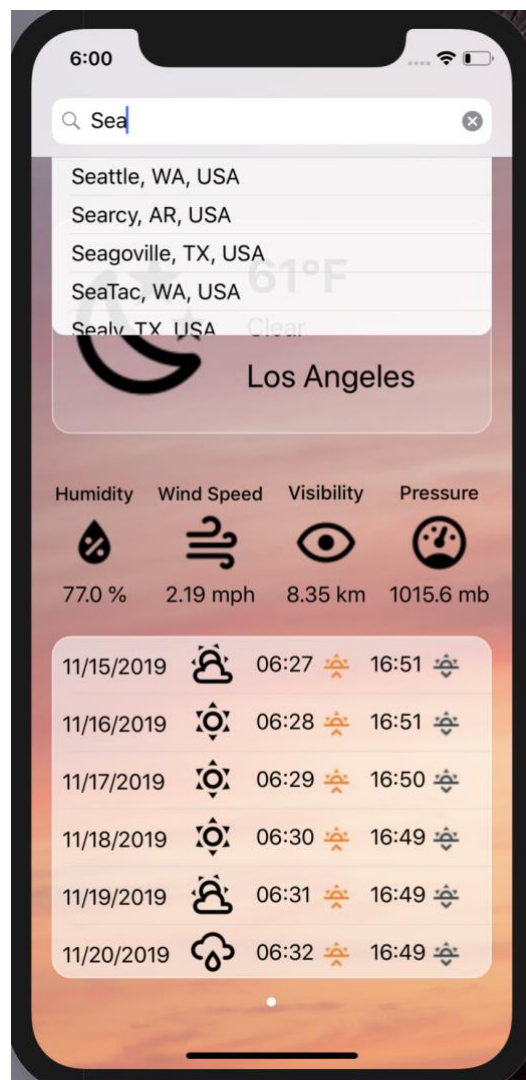 6:00
Sea
Seattle, WA, USA
Searcy, AR, USA
Seagoville, TX, USA
SeaTac, WA, USA
Sealy, TX, USA
61°F
Clear
Los Angeles
Humidity Wind Speed Visibility Pressure
77.0 % 2.19 mph 8.35 km 1015.6 mb
11/15/2019 06:27 16:51
11/16/2019 06:28 16:51
11/17/2019 06:29 16:50
11/18/2019 06:30 16:49
11/19/2019 06:31 16:49
11/20/2019 06:32 16:49